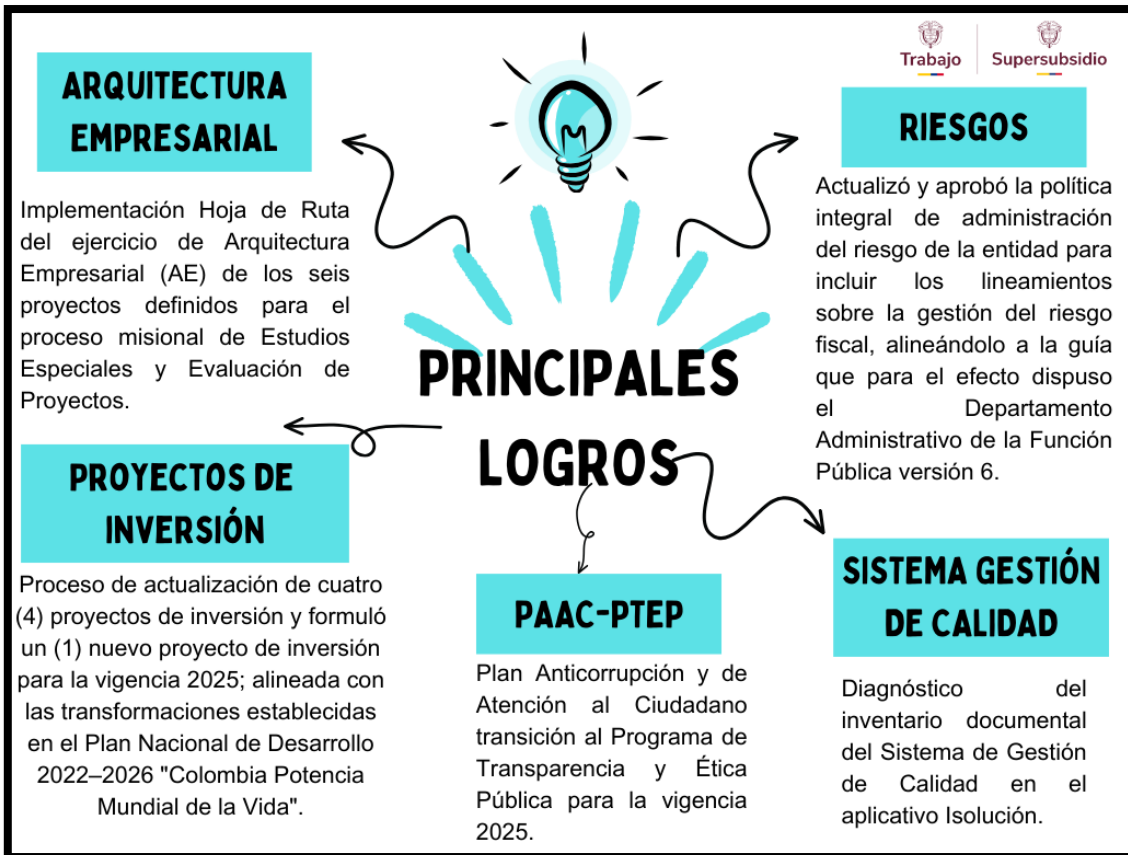 Trabajo
Supersubsidio
ARQUITECTURA
EMPRESARIAL
Implementación Hoja de Ruta
del ejercicio de Arquitectura
Empresarial (AE) de los seis
proyectos definidos para el
proceso misional de Estudios
Especiales y Evaluación de
Proyectos.
RIESGOS
Actualizó y aprobó la política
integral de administración
del riesgo de la entidad para
incluir los lineamientos
sobre la gestión del riesgo
fiscal, alineándolo a la guía
que para el efecto dispuso
el Departamento
Administrativo de la Función
Pública versión 6.
PRINCIPALES
LOGROS
PROYECTOS DE
INVERSIÓN
Proceso de actualización de cuatro
(4) proyectos de inversión y formuló
un (1) nuevo proyecto de inversión
para la vigencia 2025; alineada con
las transformaciones establecidas
en el Plan Nacional de Desarrollo
2022–2026 "Colombia Potencia
Mundial de la Vida".
PAAC-PTEP
Plan Anticorrupción y de
Atención al Ciudadano
transición al Programa de
Transparencia y Ética
Pública para la vigencia
2025.
SISTEMA GESTIÓN
DE CALIDAD
Diagnóstico del
inventario documental
del Sistema de Gestión
de Calidad en el
aplicativo Isolución.